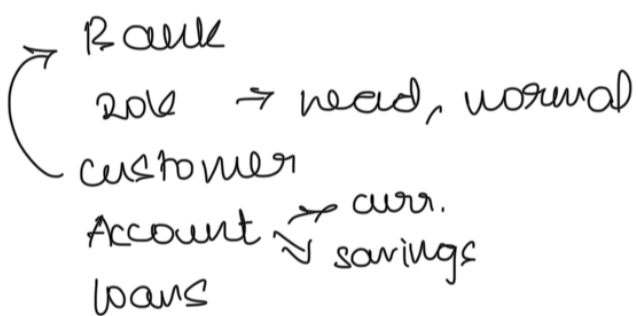 Bank
Role → head, normal
customer
Account → curr.
→ savings
loans